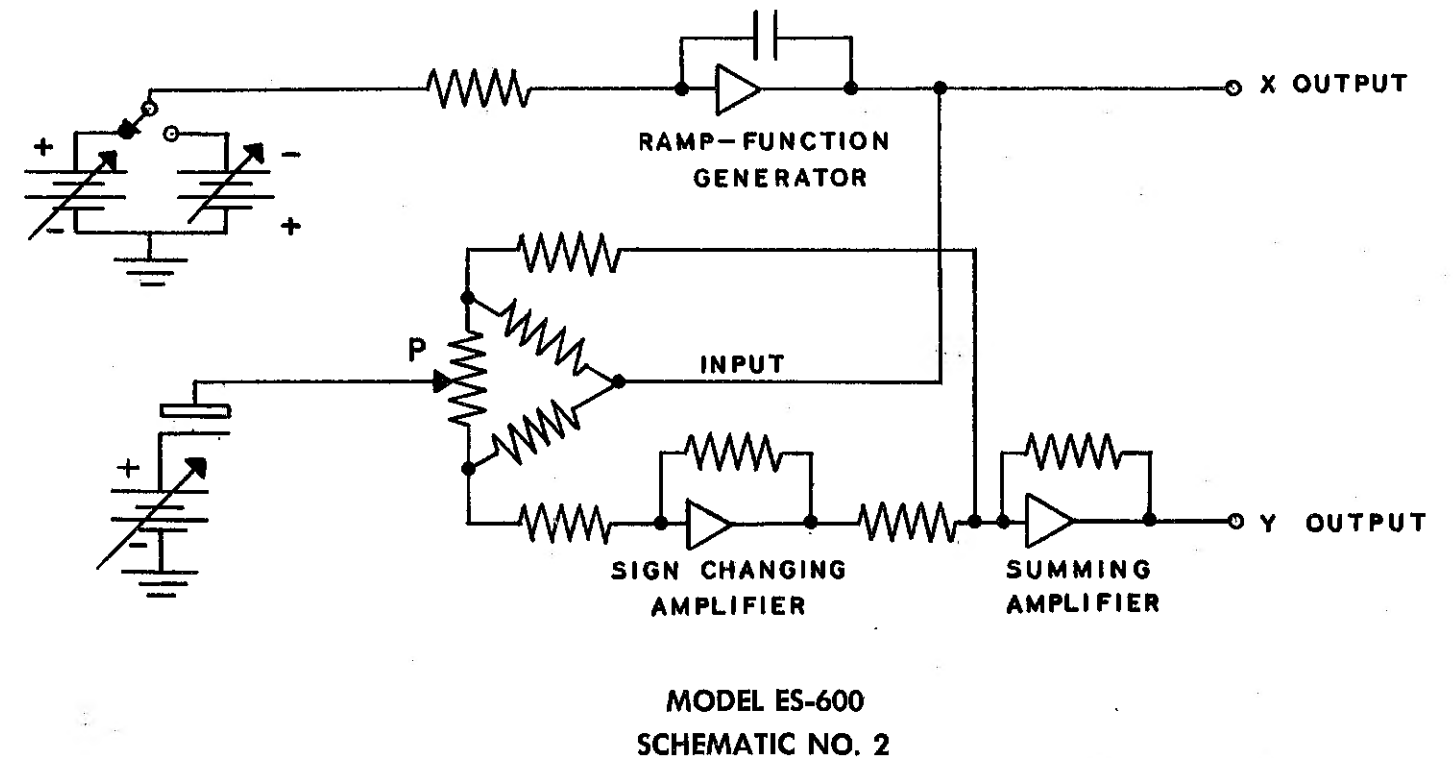 X OUTPUT
RAMP-FUNCTION
GENERATOR
+
-
-
+
P
INPUT
+
-
SIGN CHANGING
AMPLIFIER
SUMMING
AMPLIFIER
Y OUTPUT
MODEL ES-600
SCHEMATIC NO. 2